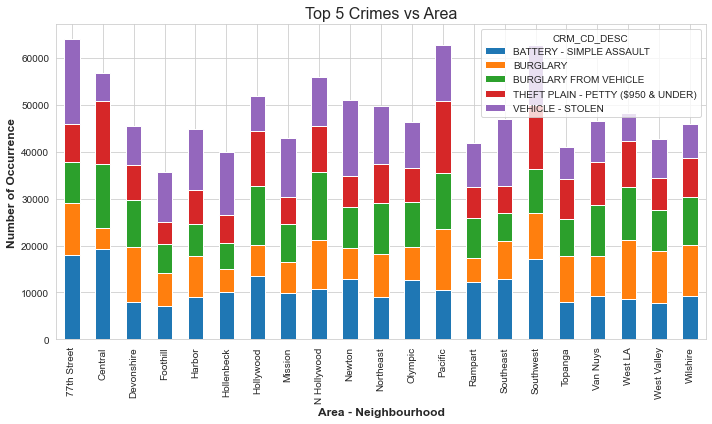 Top 5 Crimes vs Area
CRM_CD_DESC
BATTERY - SIMPLE ASSAULT
BURGLARY
BURGLARY FROM VEHICLE
THEFT PLAIN - PETTY ($950 & UNDER)
VEHICLE - STOLEN
Number of Occurrence
60000
50000
40000
30000
20000
10000
0
77th Street
Central
Devonshire
Foothill
Harbor
Hollenbeck
Hollywood
Mission
N Hollywood
Newton
Northeast
Olympic
Pacific
Rampart
Southeast
Southwest
Topanga
Van Nuys
West LA
West Valley
Wilshire
Area - Neighbourhood